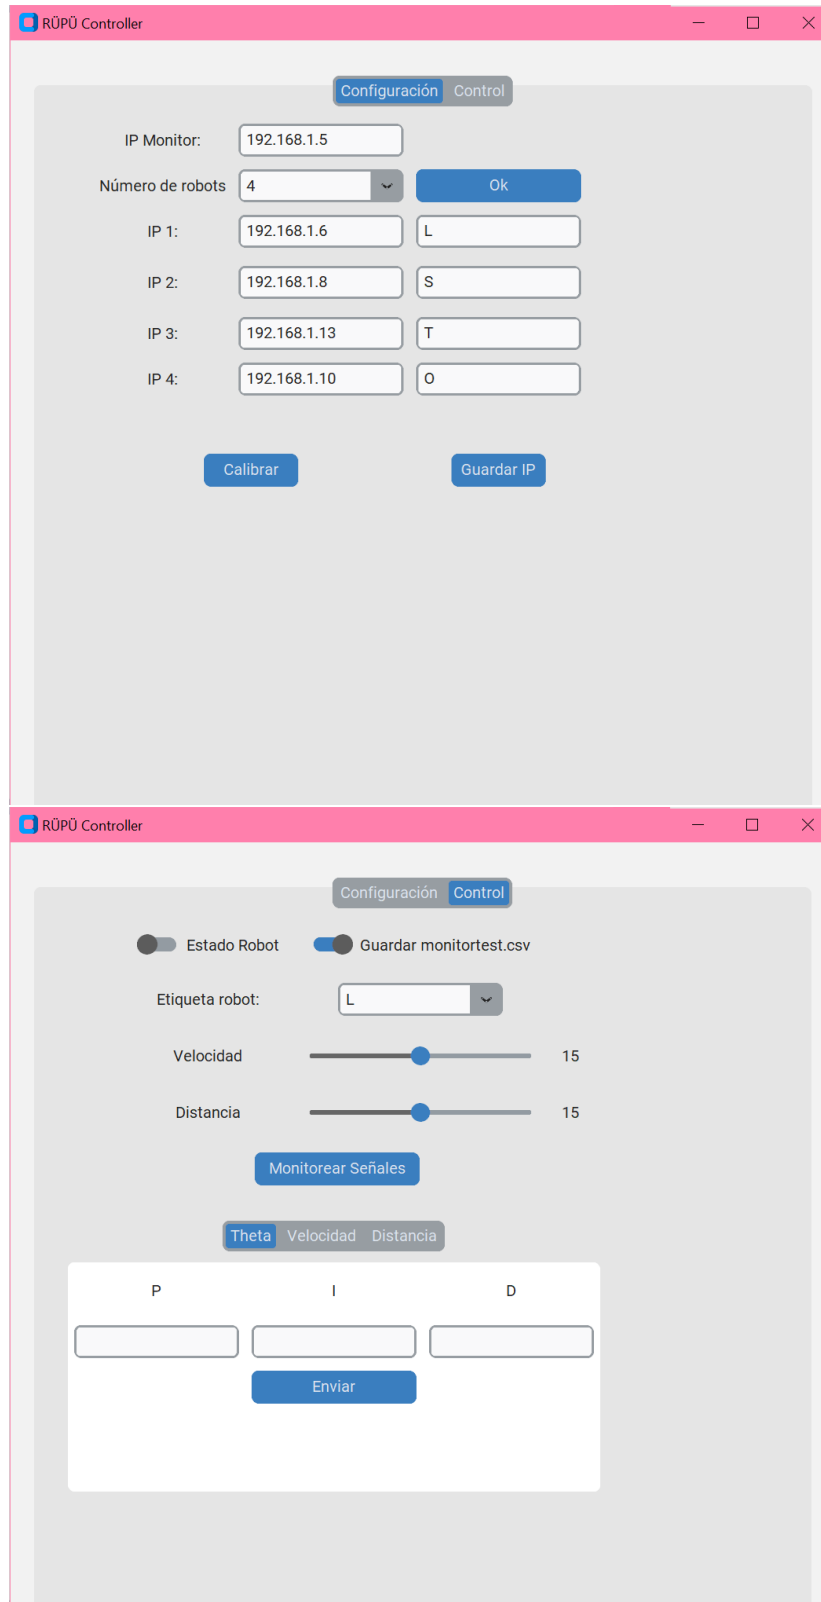 RÜPÜ Controller
Configuración Control
IP Monitor: 192.168.1.5
Número de robots 4 Ok
IP 1: 192.168.1.6 L
IP 2: 192.168.1.8 S
IP 3: 192.168.1.13 T
IP 4: 192.168.1.10 O
Calibrar Guardar IP
RÜPÜ Controller
Configuración Control
Estado Robot Guardar monitortest.csv
Etiqueta robot: L
Velocidad 15
Distancia 15
Monitorear Señales
Theta Velocidad Distancia
P I D
Enviar